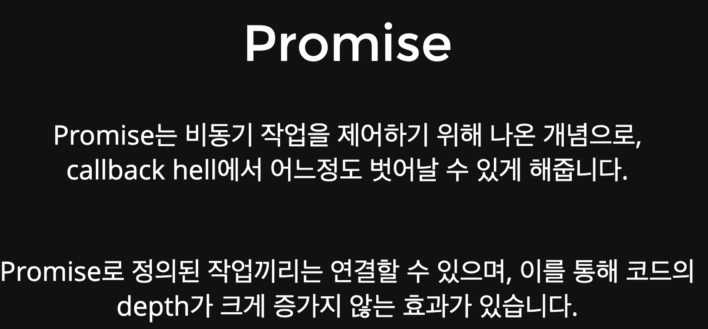 Promise
Promise는 비동기 작업을 제어하기 위해 나온 개념으로,
callback hell에서 어느정도 벗어날 수 있게 해줍니다.
Promise로 정의된 작업끼리는 연결할 수 있으며, 이를 통해 코드의
depth가 크게 증가지 않는 효과가 있습니다.